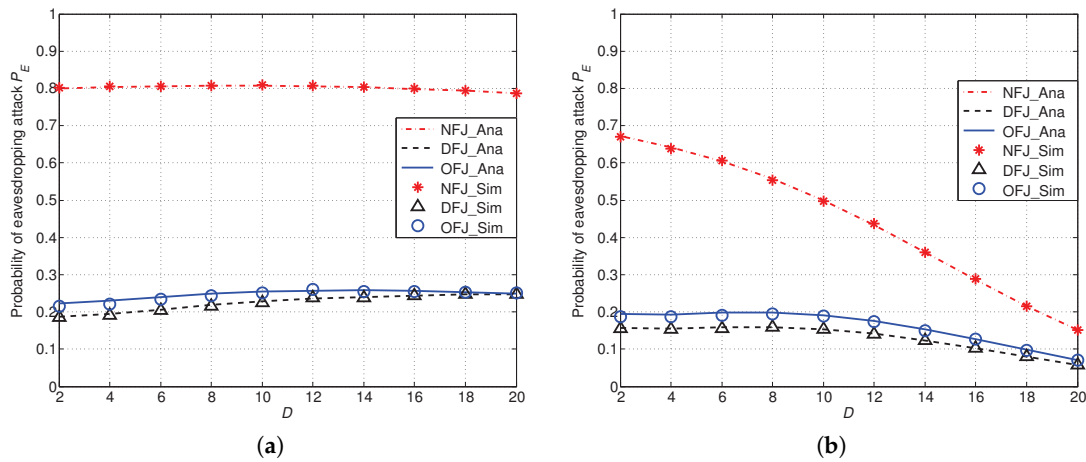 Probability of eavesdropping attack P_E
1
0.9
0.8
0.7
0.6
0.5
0.4
0.3
0.2
0.1
0
2 4 6 8 10 12 14 16 18 20
D
NFJ_Ana
DFJ_Ana
OFJ_Ana
NFJ_Sim
DFJ_Sim
OFJ_Sim
(a)
Probability of eavesdropping attack P_E
1
0.9
0.8
0.7
0.6
0.5
0.4
0.3
0.2
0.1
0
2 4 6 8 10 12 14 16 18 20
D
NFJ_Ana
DFJ_Ana
OFJ_Ana
NFJ_Sim
DFJ_Sim
OFJ_Sim
(b)